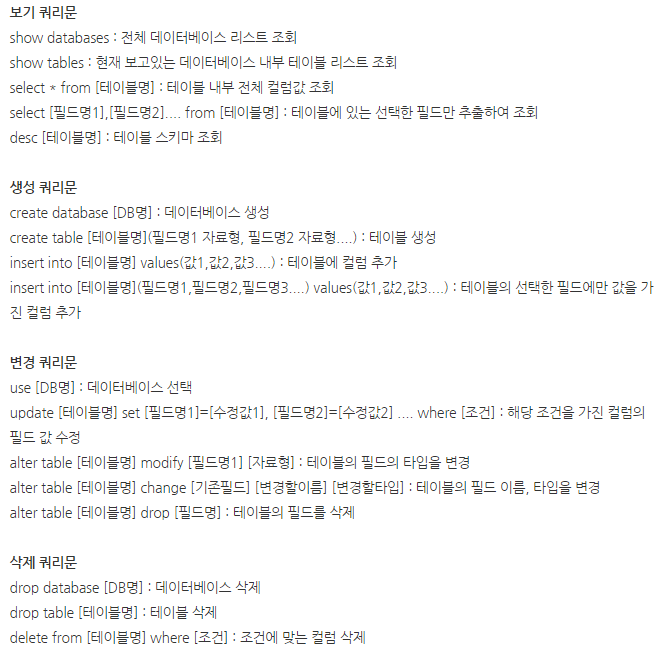 보기 쿼리문
show databases : 전체 데이터베이스 리스트 조회
show tables : 현재 보고있는 데이터베이스 내부 테이블 리스트 조회
select * from [테이블명] : 테이블 내부 전체 컬럼값 조회
select [필드명1],[필드명2].... from [테이블명] : 테이블에 있는 선택한 필드만 추출하여 조회
desc [테이블명] : 테이블 스키마 조회
생성 쿼리문
create database [DB명] : 데이터베이스 생성
create table [테이블명](필드명1 자료형, 필드명2 자료형....) : 테이블 생성
insert into [테이블명] values(값1,값2,값3....) : 테이블에 컬럼 추가
insert into [테이블명](필드명1,필드명2,필드명3....) values(값1,값2,값3....) : 테이블의 선택한 필드에만 값을 가
진 컬럼 추가
변경 쿼리문
use [DB명] : 데이터베이스 선택
update [테이블명] set [필드명1]=[수정값1], [필드명2]=[수정값2] .... where [조건] : 해당 조건을 가진 컬럼의
필드 값 수정
alter table [테이블명] modify [필드명1] [자료형] : 테이블의 필드의 타입을 변경
alter table [테이블명] change [기존필드] [변경할이름] [변경할타입] : 테이블의 필드 이름, 타입을 변경
alter table [테이블명] drop [필드명] : 테이블의 필드를 삭제
삭제 쿼리문
drop database [DB명] : 데이터베이스 삭제
drop table [테이블명] : 테이블 삭제
delete from [테이블명] where [조건] : 조건에 맞는 컬럼 삭제